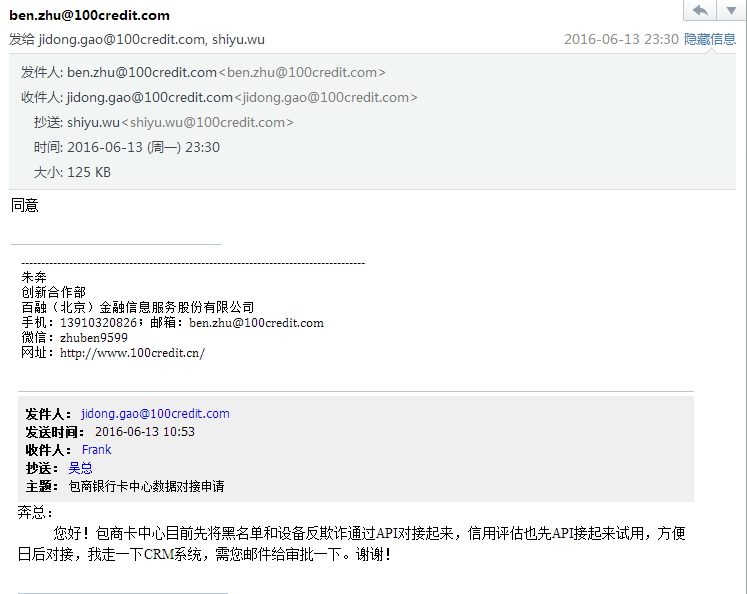 ben.zhu@100credit.com
发给 jidong.gao@100credit.com, shiyu.wu 2016-06-13 23:30 隐藏信息
发件人: ben.zhu@100credit.com<ben.zhu@100credit.com>
收件人: jidong.gao@100credit.com<jidong.gao@100credit.com>
抄送: shiyu.wu<shiyu.wu@100credit.com>
时间: 2016-06-13 (周一) 23:30
大小: 125 KB
同意
--------------------------------------------------------------------------------------
朱奔
创新合作部
百融（北京）金融信息服务股份有限公司
手机：13910320826；邮箱：ben.zhu@100credit.com
微信：zhuben9599
网址：http://www.100credit.cn/
发件人： jidong.gao@100credit.com
发送时间： 2016-06-13 10:53
收件人： Frank
抄送： 吴总
主题： 包商银行卡中心数据对接申请
奔总：
您好！包商卡中心目前先将黑名单和设备反欺诈通过API对接起来，信用评估也先API接起来试用，方便
日后对接，我走一下CRM系统，需您邮件给审批一下。谢谢！